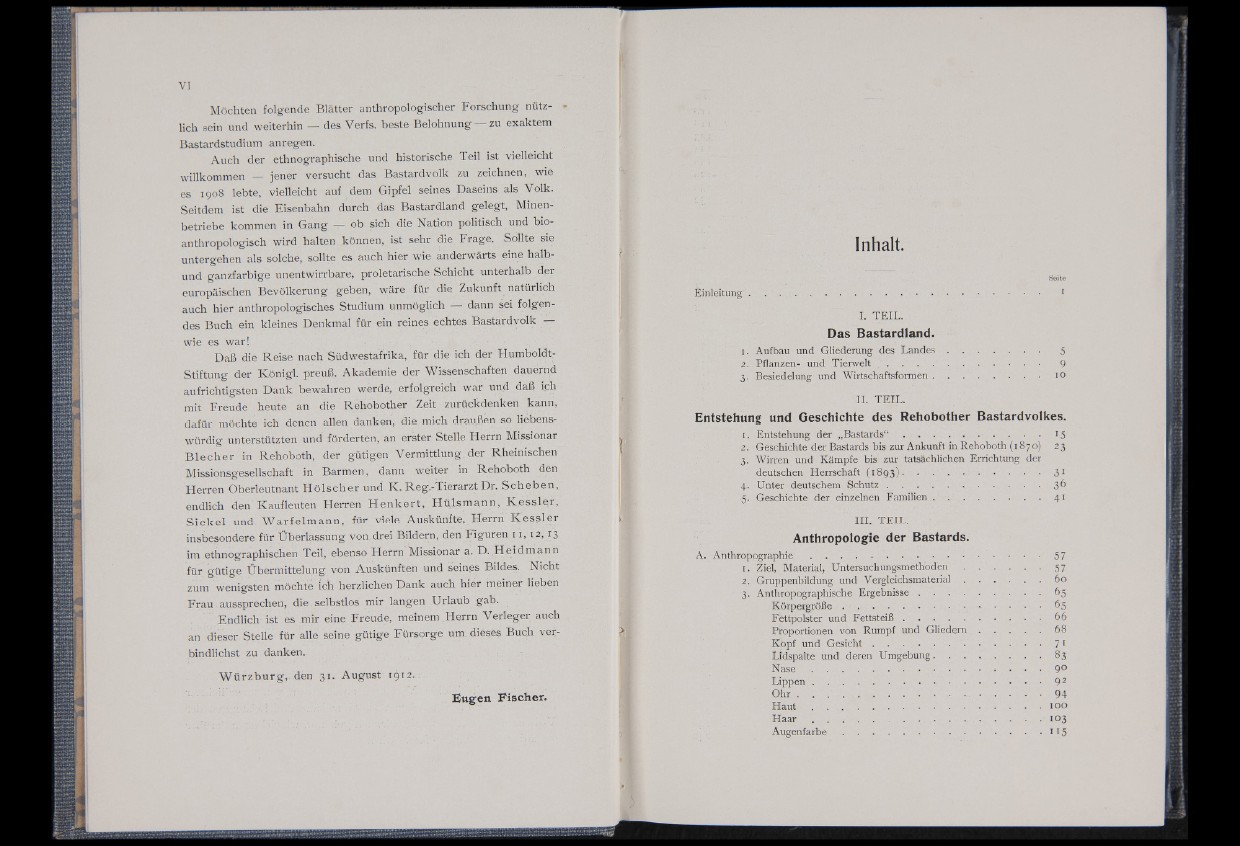 VI
Möchten folgende Blätter anthropologischer Forschung nütz-
lich sein und weiterhin — des Verfs. beste Belohnung — zu exaktem
Bastardstudium anregen.
Auch der ethnographische und historische Teil ist vielleicht
willkommen — jener versucht das Bastardvolk zu zeichnen, wie
es 1908 lebte, vielleicht auf dem Gipfel seines Daseins als Volk.
Seitdem ist die Eisenbahn durch das Bastardland gelegt, Minen-
betriebe kommen in Gang — ob sich die Nation politisch und bio-
anthropologisch wird halten können, ist sehr die Frage. Sollte sie
untergehen als solche, sollte es auch hier wie anderwärts eine halb-
und ganzfarbige unentwirrbare, proletarische Schicht unterhalb der
europäischen Bevölkerung geben, wäre für die Zukunft natürlich
auch hier anthropologisches Studium unmöglich — dann sei folgen-
des Buch ein kleines Denkmal für ein reines echtes Bastardvolk —
wie es war!
Daß die Reise nach Südwestafrika, für die ich der Humboldt-
Stiftung der Königl. preuß. Akademie der Wissenschaften dauernd
aufrichtigsten Dank bewahren werde, erfolgreich war und daß ich
mit Freude heute an die Rehobother Zeit zurückdenken kann,
dafür möchte ich denen allen danken, die mich draußen so liebens-
würdig unterstützten und förderten, an erster Stelle Herrn Missionar
Blecher in Rehoboth, der gütigen Vermittlung der Rheinischen
Missionsgesellschaft in Barmen, dann weiter in Rehoboth den
Herren Oberleutnant Hölscher und K. Reg.-Tierarzt Dr. Scheben,
endlich den Kaufleuten Herren Henkert, Hülsmann, Kessler,
Sickel und Warfelmann, für viele Auskünfte, Herrn Kessler
insbesondere für Überlassung von drei Bildern, den Figuren 11, 12, 13
im ethnographischen Teil, ebenso Herrn Missionar a. D. Heidmann
für gütige Übermittelung von Auskünften und seines Bildes. Nicht
zum wenigsten möchte ich herzlichen Dank auch hier meiner lieben
Frau aussprechen, die selbstlos mir langen Urlaub gab.
Endlich ist es mir eine Freude, meinem Herrn Verleger auch
an dieser Stelle für alle seine gütige Fürsorge um dieses Buch ver-
bindlichst zu danken.
Würzburg, den 31. August 1912.
Eugen Fischer.
Inhalt.
Seite
Einleitung . . . . . . . . . . . . . . . . . . . . 1
I. TEIL.
Das Bastardland.
1. Aufbau und Gliederung des Landes . . . . . . . 5
2. Pflanzen- und Tierwelt . . . . . . . . . . . 9
3. Besiedelung und Wirtschaftsformen . . . . . . . . 10
II. TEIL.
Entstehung und Geschichte des Rehobother Bastardvolkes.
1. Entstehung der „Bastards“ . . . . . . . . . . 15
2. Geschichte der Bastards bis zur Ankunft in Rehoboth (1870) 23
3. Wirren und Kämpfe bis zur tatsächlichen Errichtung der
deutschen Herrschaft (1893) . . . . . . . . . . 31
4. Unter deutschem Schutz . . . . . . . . . . . 36
5. Geschichte der einzelnen Familien . . . . . . . . 41
III. TEIL.
Anthropologie der Bastards.
A. Anthropographie . . . . . . . . . . . . . . . . 57
1. Ziel, Material, Untersuchungsmethoden . . . . . . 57
2. Gruppenbildung und Vergleichsmaterial . . . . . . 60
3. Anthropographische Ergebnisse . . . . . . . . . 65
Körpergröße . . . . . . . . . . . . . . 65
Fettpolster und Fettsteiß . . . . . . . . . . 66
Proportionen von Rumpf und Gliedern . . . . . 68
Kopf und Gesicht . . . . . . . . . . . . 71
Lidspalte und deren Umgebung . . . . . . . . 83
Nase . . . . . . . . . . . . . . . . 90
Lippen . . . . . . . . . . . . . . . . 92
Ohr . . . . . . . . . . . . . . . . . 94
Haut . . . . . . . . . . . . . . . . 100
Haar . . . . . . . . . . . . . . . . 103
Augenfarbe . . . . . . . . . . . . . . 115